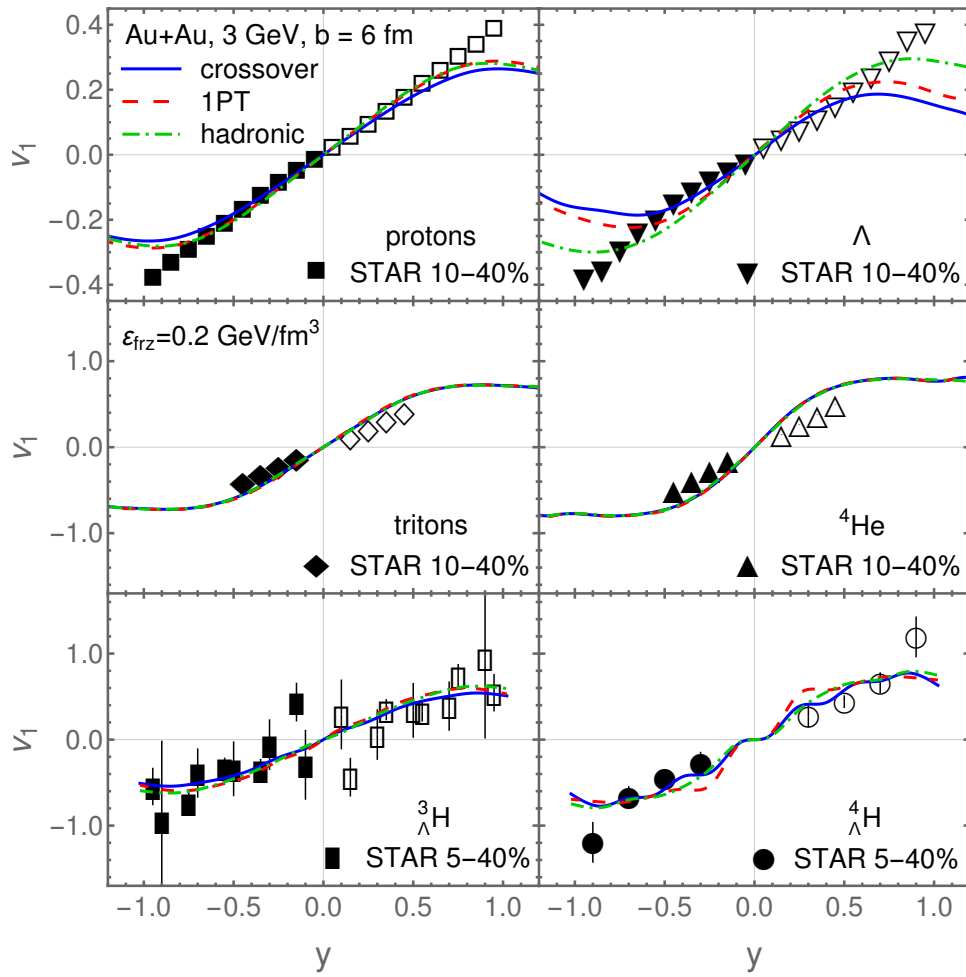 Au+Au, 3 GeV, b = 6 fm
crossover
1PT
hadronic
protons
STAR 10−40%
0.4
0.2
0.0
−0.2
−0.4
v₁
Λ
STAR 10−40%
εfrz=0.2 GeV/fm³
tritons
STAR 10−40%
1.0
0.0
−1.0
v₁
⁴He
STAR 10−40%
1.0
0.0
−1.0
v₁
³ΛH
STAR 5−40%
⁴ΛH
STAR 5−40%
−1.0 −0.5 0.0 0.5 1.0
−1.0 −0.5 0.0 0.5 1.0
y
y